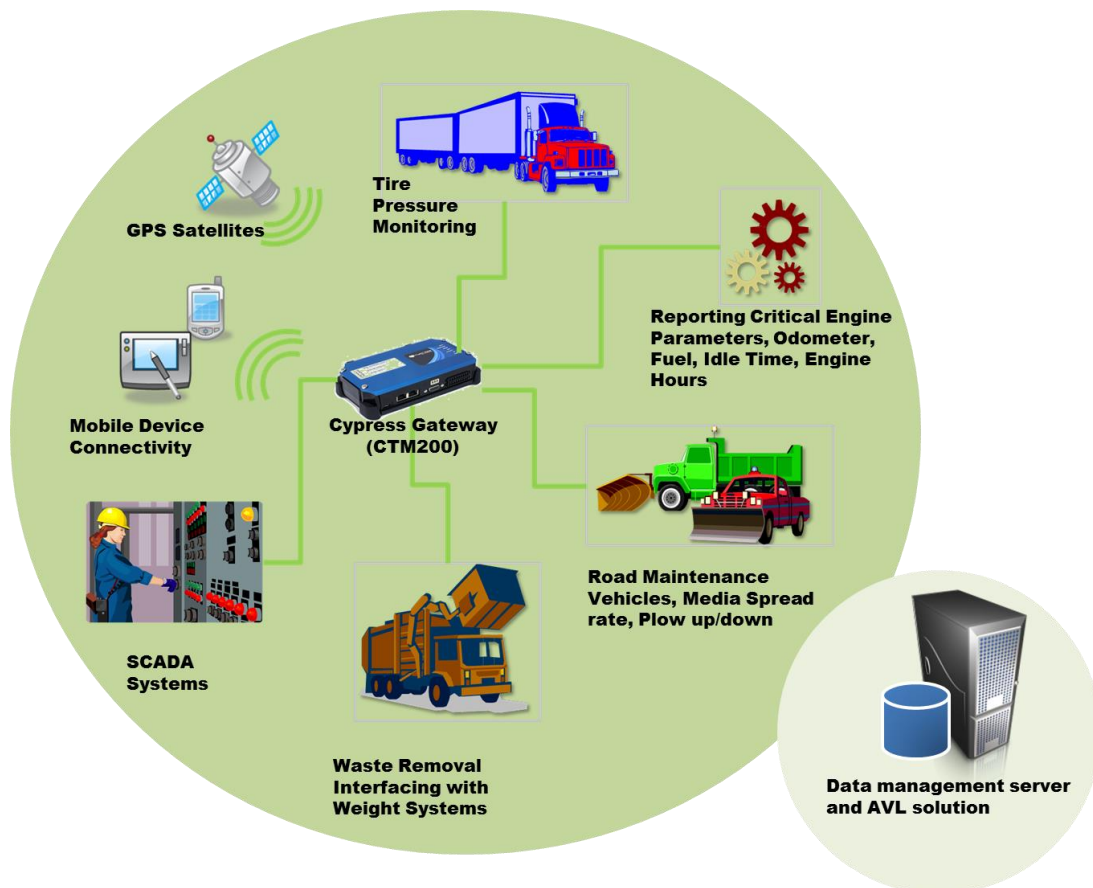 Tire
Pressure
Monitoring
GPS Satellites
Reporting Critical Engine
Parameters, Odometer,
Fuel, Idle Time, Engine
Hours
Mobile Device
Connectivity
Cypress Gateway
(CTM200)
Road Maintenance
Vehicles, Media Spread
rate, Plow up/down
SCADA
Systems
Waste Removal
Interfacing with
Weight Systems
Data management server
and AVL solution